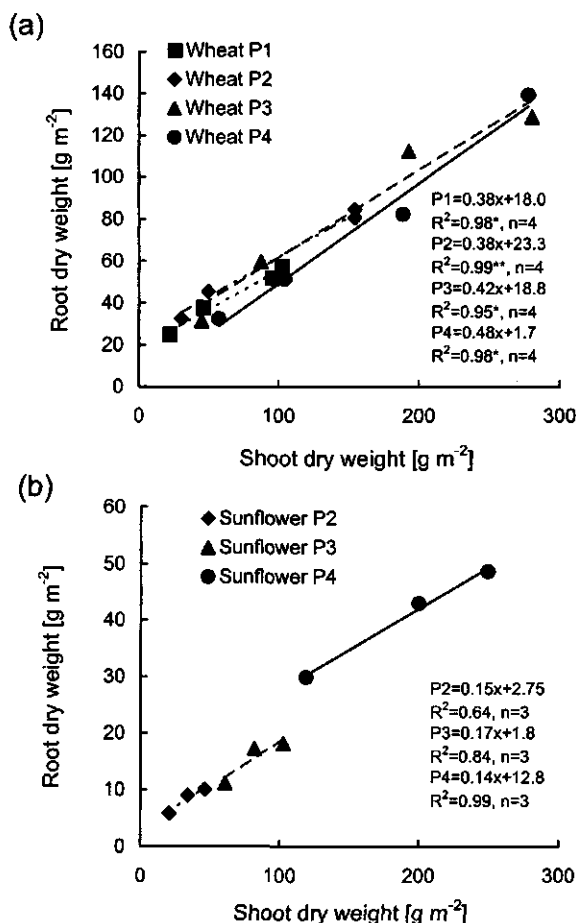 (a)
Wheat P1
Wheat P2
Wheat P3
Wheat P4
Root dry weight [g m⁻²]
160
140
120
100
80
60
40
20
0
P1=0.38x+18.0
R²=0.98*, n=4
P2=0.38x+23.3
R²=0.99**, n=4
P3=0.42x+18.8
R²=0.95*, n=4
P4=0.48x+1.7
R²=0.98*, n=4
0 100 200 300
Shoot dry weight [g m⁻²]
(b)
Sunflower P2
Sunflower P3
Sunflower P4
Root dry weight [g m⁻²]
60
50
40
30
20
10
0
P2=0.15x+2.75
R²=0.64, n=3
P3=0.17x+1.8
R²=0.84, n=3
P4=0.14x+12.8
R²=0.99, n=3
0 100 200 300
Shoot dry weight [g m⁻²]